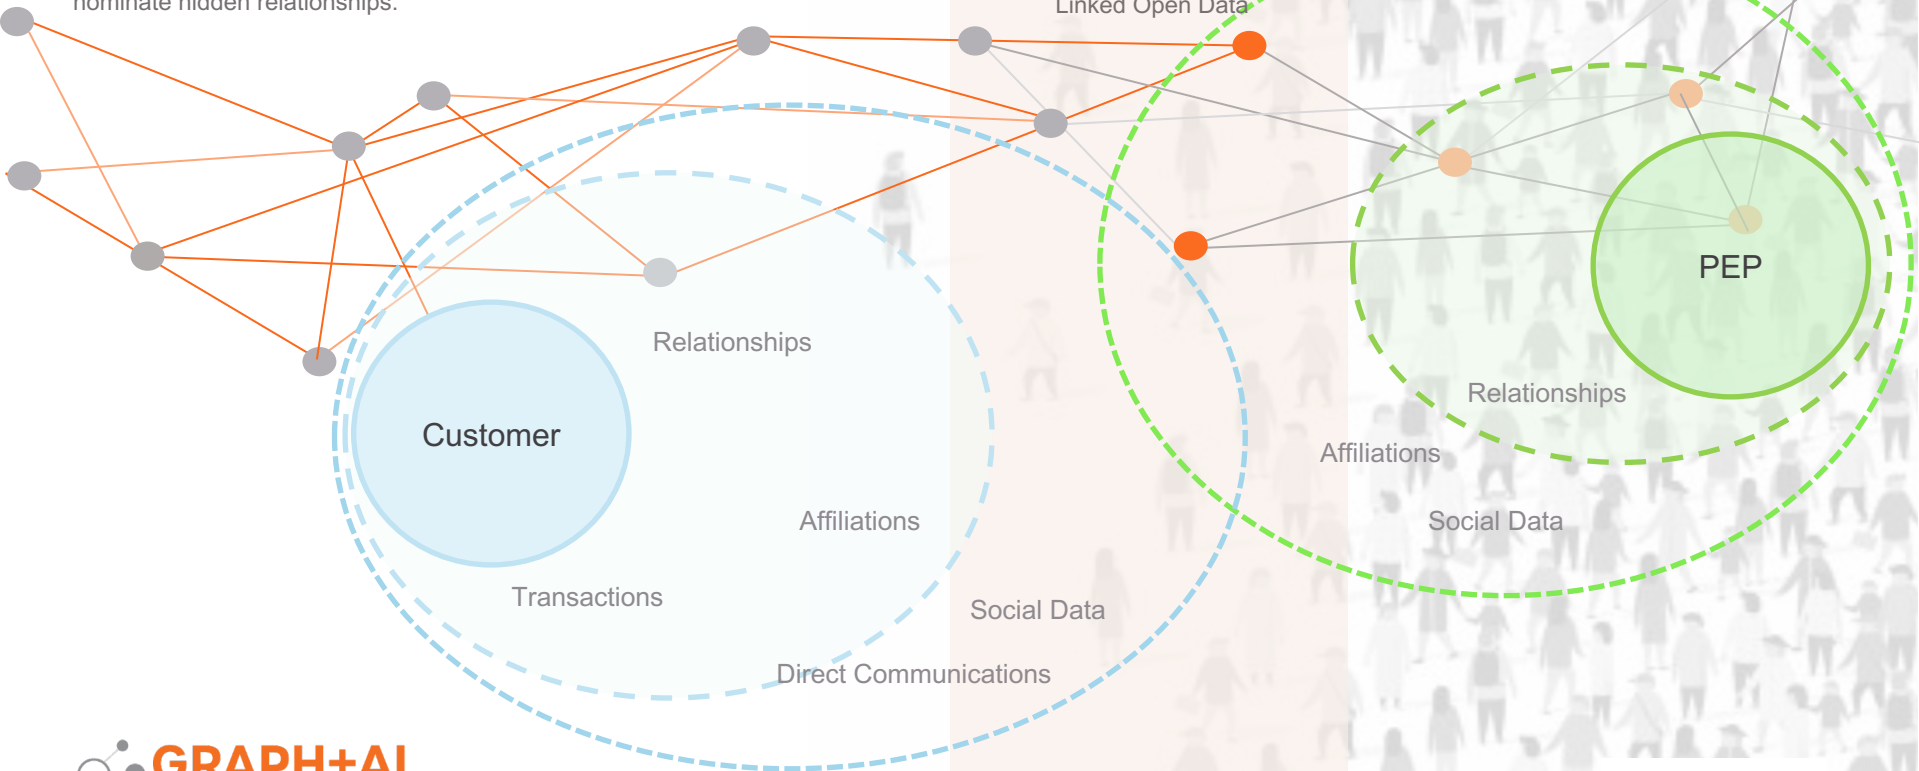 nominate hidden relationships.
Linked Open Data
PEP
Relationships
Relationships
Customer
Affiliations
Affiliations
Social Data
Transactions
Social Data
Direct Communications
GRAPH+AI